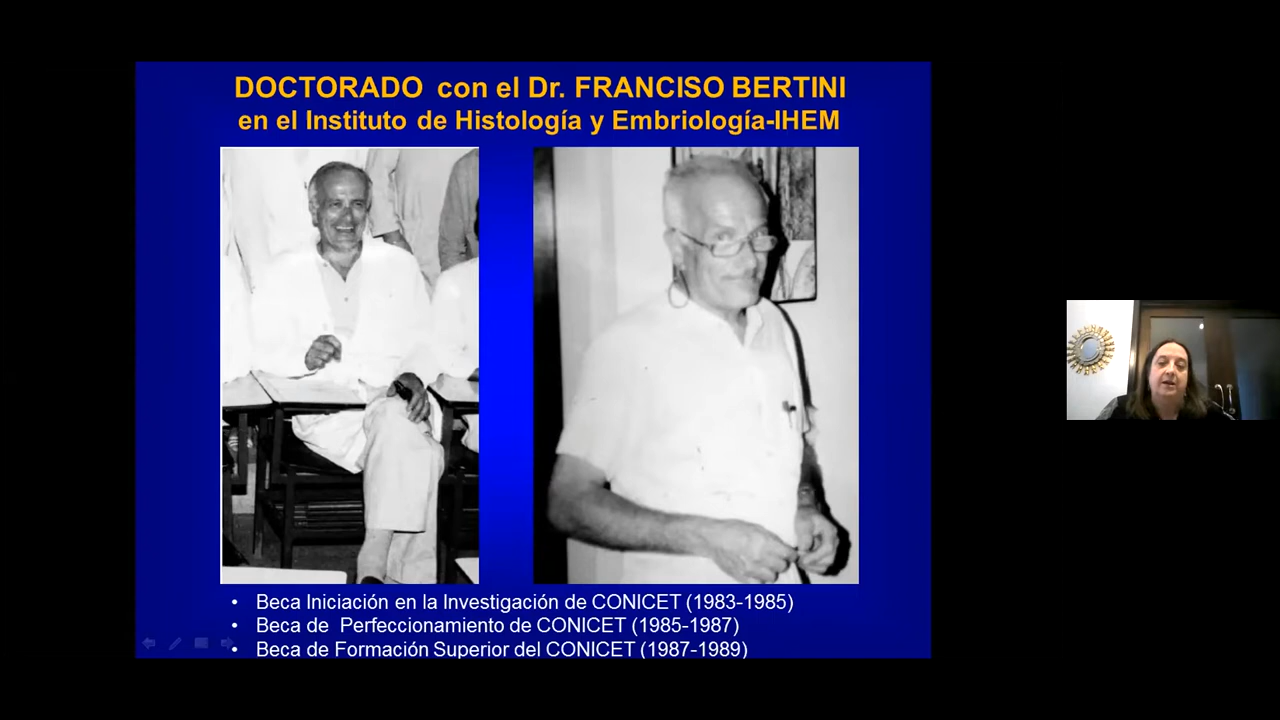 DOCTORADO con el Dr. FRANCISO BERTINI
en el Instituto de Histología y Embriología-IHEM
• Beca Iniciación en la Investigación de CONICET (1983-1985)
• Beca de Perfeccionamiento de CONICET (1985-1987)
• Beca de Formación Superior del CONICET (1987-1989)